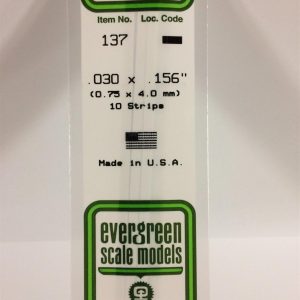 Item No. Loc. Code
137
.030 x .156"
(0.75 x 4.0 mm)
10 Strips
Made in U.S.A.
evergreen
scale models